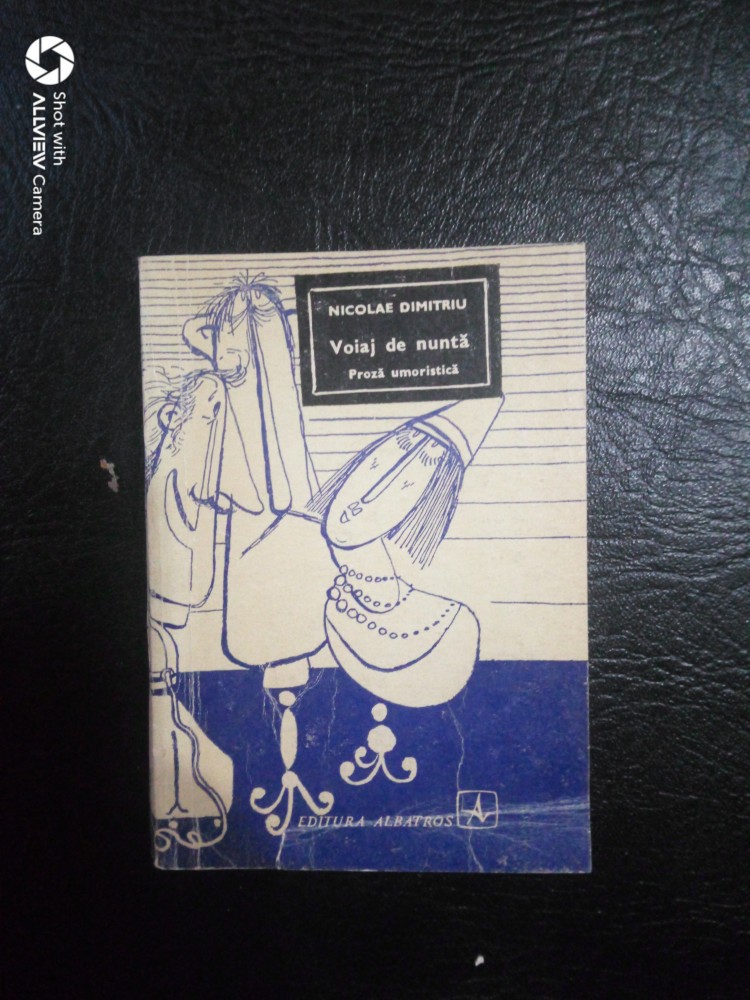 Shot with
ALLVIEW Camera
NICOLAE DIMITRIU
Voiaj de nuntă
Proză umoristică
EDITURA ALBATROS